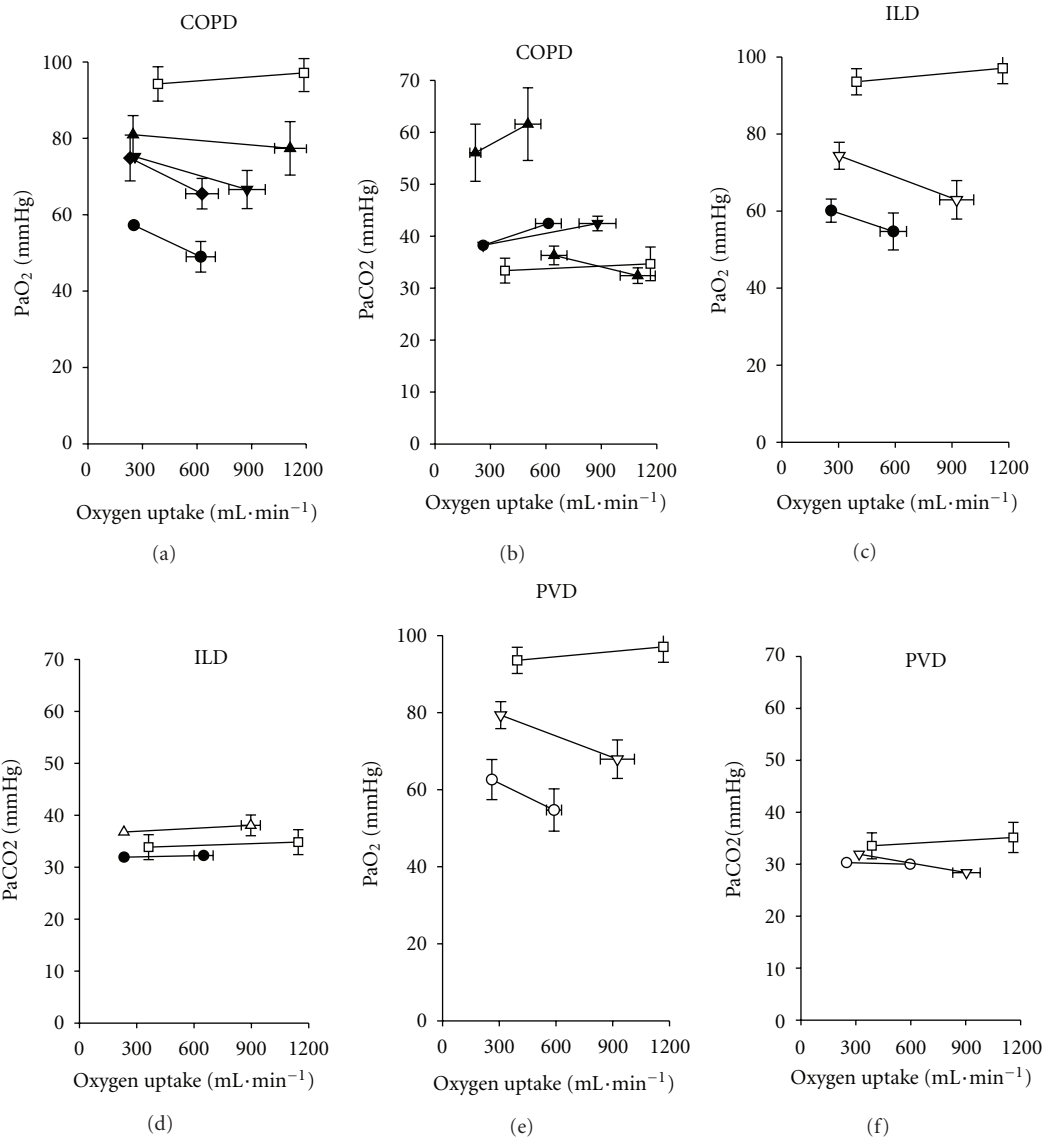 COPD
100
80
60
40
20
0
PaO₂ (mmHg)
0 300 600 900 1200
Oxygen uptake (mL·min⁻¹)
(a)
COPD
70
60
50
40
30
20
10
0
PaCO2 (mmHg)
0 300 600 900 1200
Oxygen uptake (mL·min⁻¹)
(b)
ILD
100
80
60
40
20
0
PaO₂ (mmHg)
0 300 600 900 1200
Oxygen uptake (mL·min⁻¹)
(c)
ILD
70
60
50
40
30
20
10
0
PaCO2 (mmHg)
0 300 600 900 1200
Oxygen uptake (mL·min⁻¹)
(d)
PVD
100
80
60
40
20
0
PaO₂ (mmHg)
0 300 600 900 1200
Oxygen uptake (mL·min⁻¹)
(e)
PVD
70
60
50
40
30
20
10
0
PaCO2(mmHg)
0 300 600 900 1200
Oxygen uptake (mL·min⁻¹)
(f)